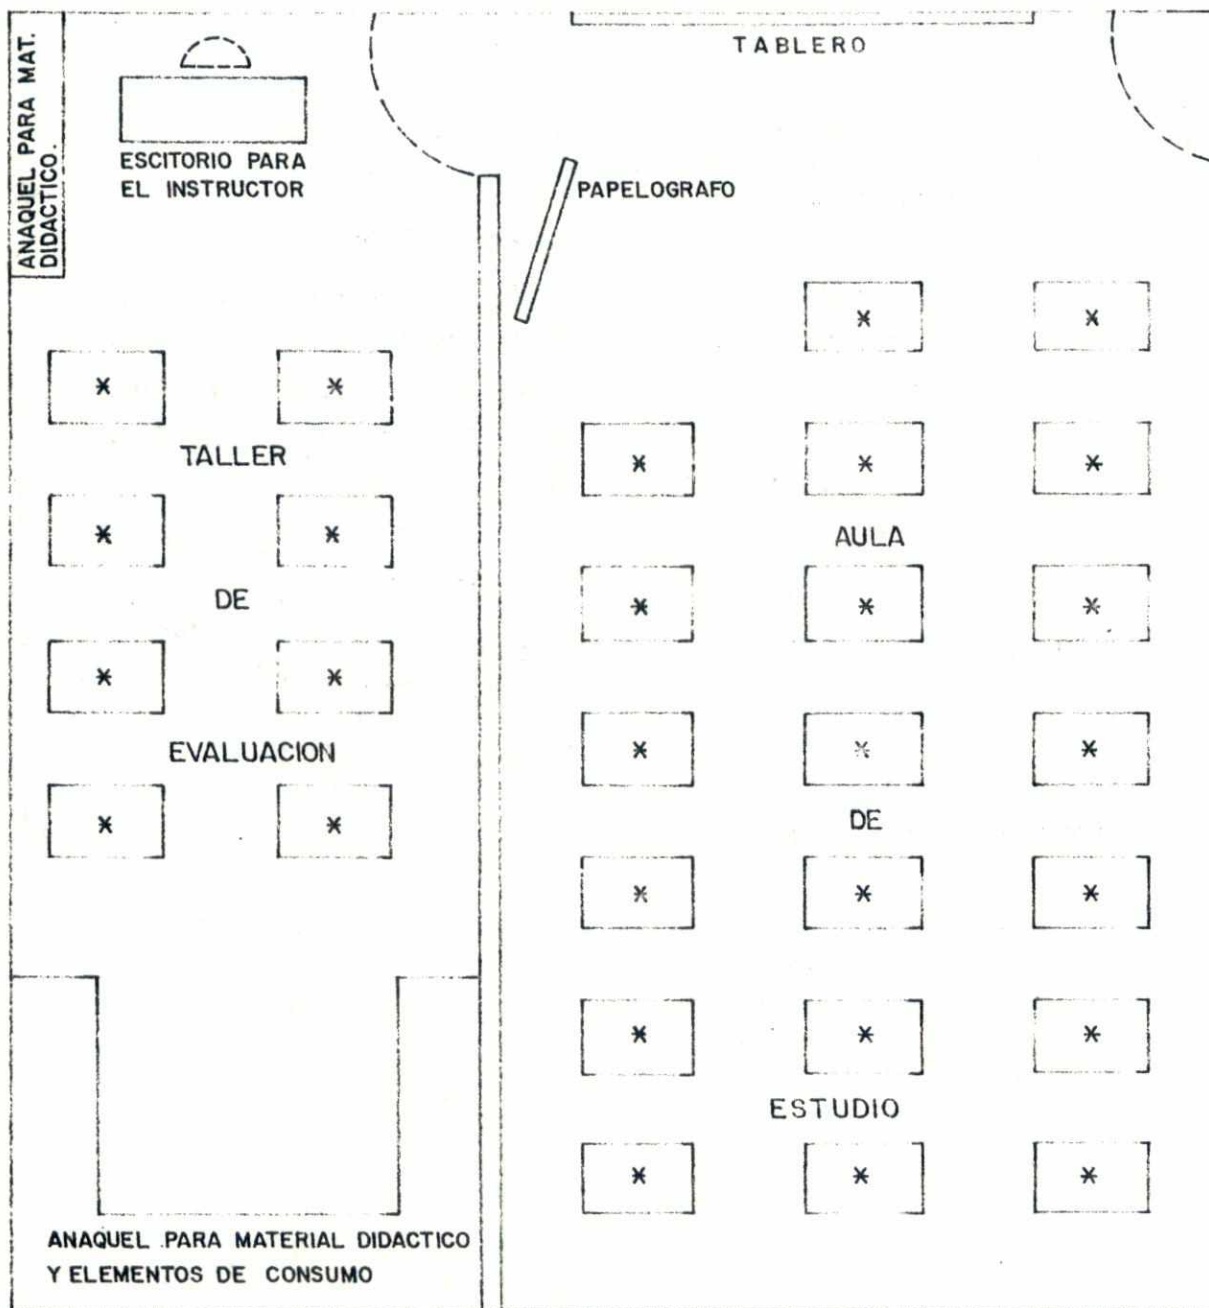 TABLERO
ANAQUEL PARA MAT.
DIDACTICO.
ESCITORIO PARA
EL INSTRUCTOR
PAPELOGRAFO
TALLER
DE
EVALUACION
AULA
DE
ESTUDIO
ANAQUEL PARA MATERIAL DIDACTICO
Y ELEMENTOS DE CONSUMO